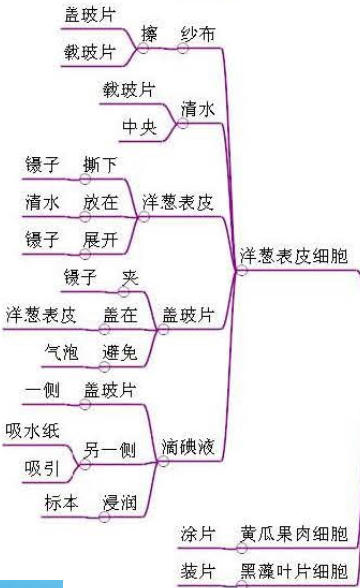 盖玻片
载玻片 擦 纱布
载玻片
中央 清水
镊子 撕下
清水 放在 洋葱表皮
镊子 展开
洋葱表皮细胞
镊子 夹
洋葱表皮 盖在 盖玻片
气泡 避免
一侧 盖玻片
吸水纸
吸引 另一侧 滴碘液
标本 浸润
涂片 黄瓜果肉细胞
装片 黑藻叶片细胞